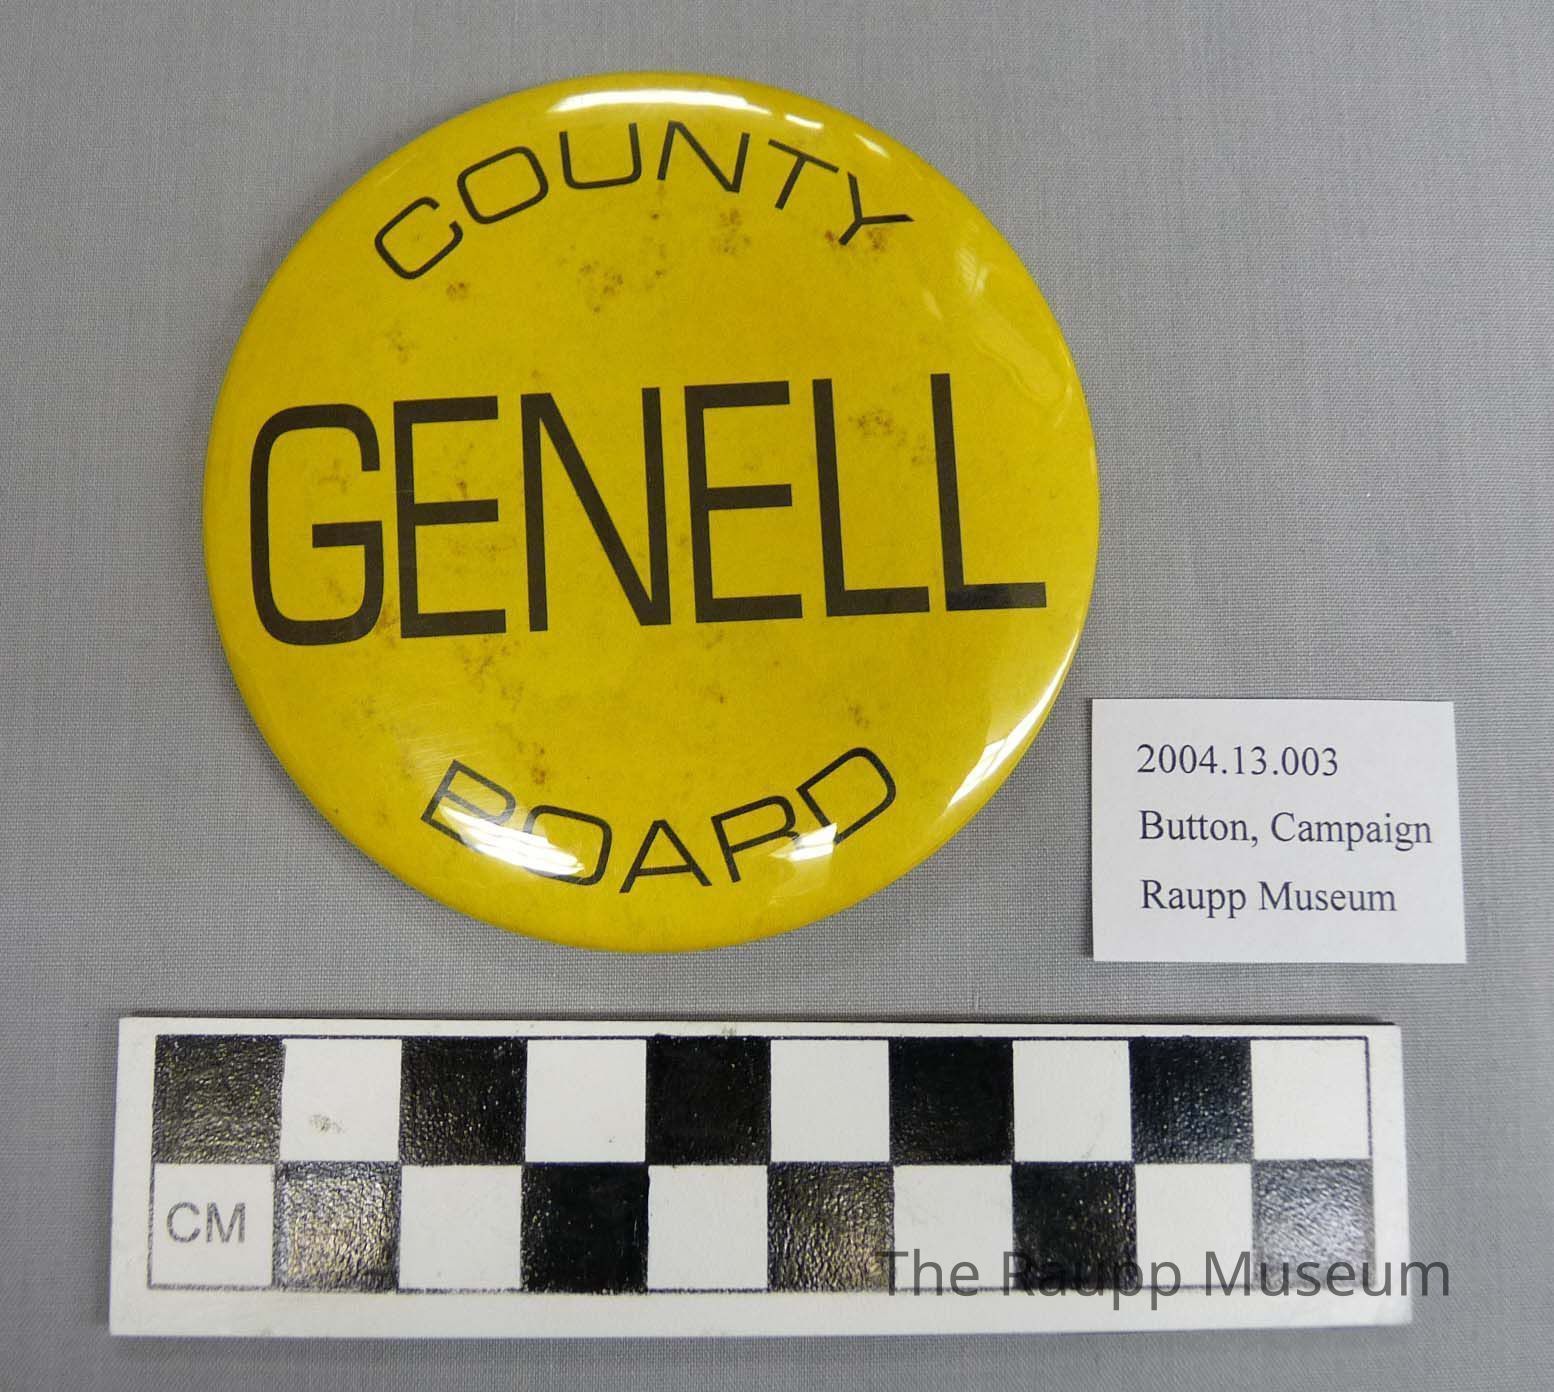 COUNTY
GENELL
BOARD
2004.13.003
Button, Campaign
Raupp Museum
CM
The Raupp Museum